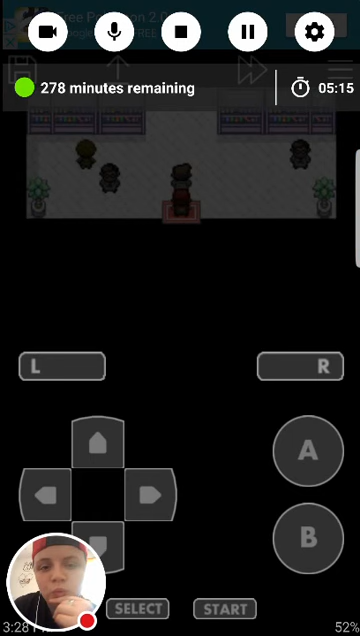 278 minutes remaining
05:15
L
R
A
B
SELECT
START
3:28
52%